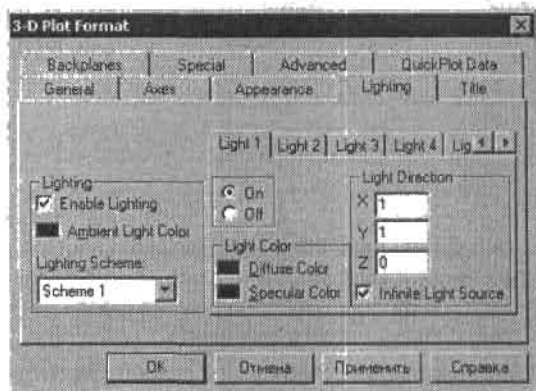 3-D Plot Format
Backplanes Special Advanced QuickPlot Data
General Axes Appearance Lighting Title
Light 1 Light 2 Light 3 Light 4 Lig
Lighting
Enable Lighting
Ambient Light Color
Lighting Scheme:
Scheme 1
On
Off
Light Color
Diffuse Color
Specular Color
Light Direction
X 1
Y 1
Z 0
Infinite Light Source
OK Отмена Применить Справка